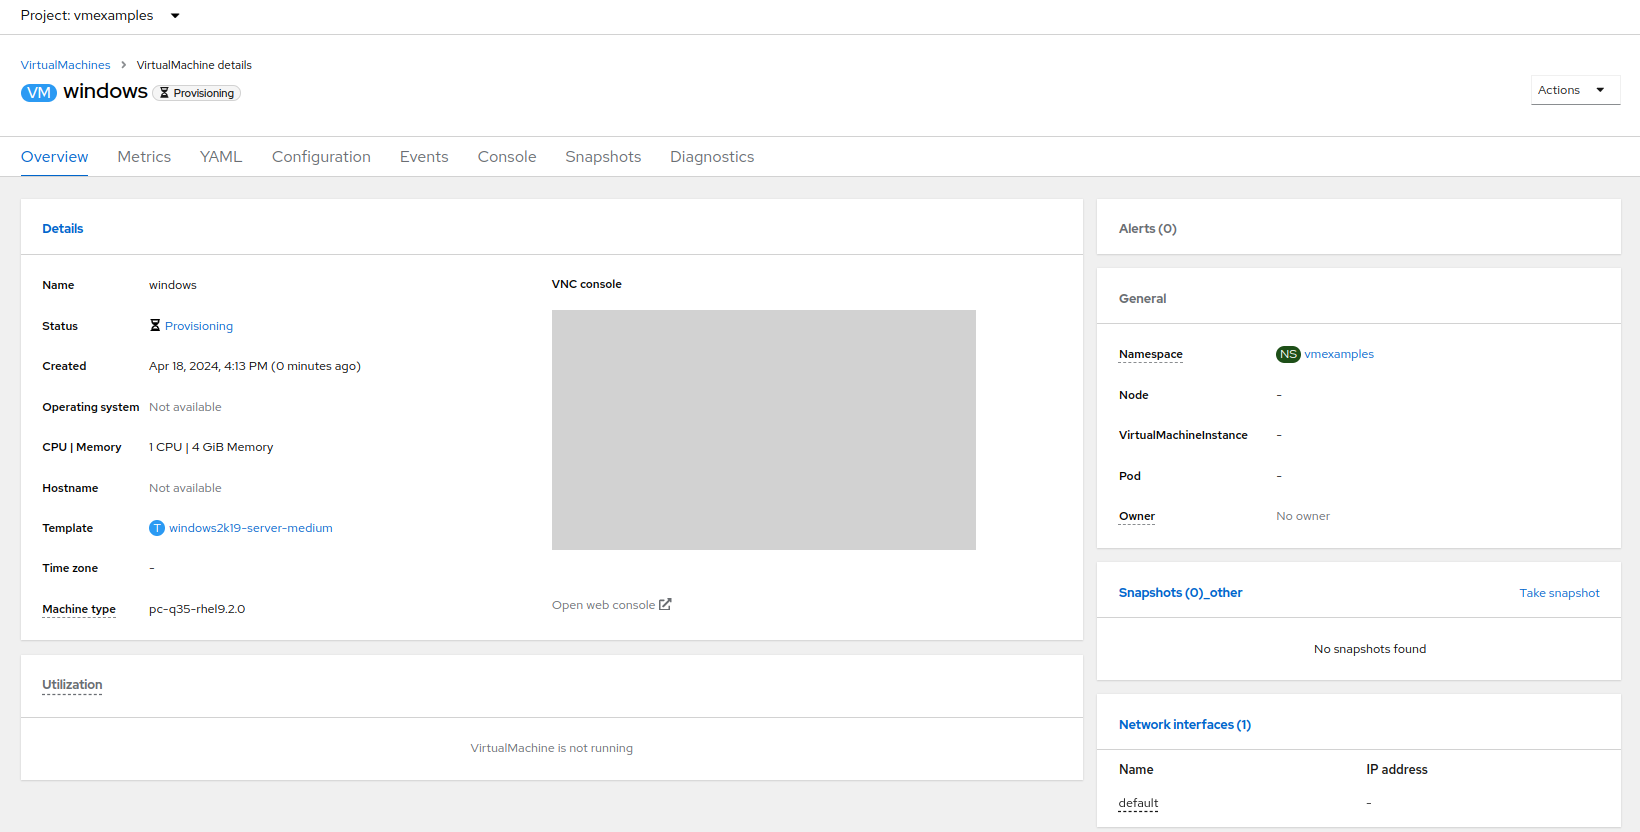 Project: vmexamples
VirtualMachines > VirtualMachine details
VM windows Provisioning
Actions
Overview Metrics YAML Configuration Events Console Snapshots Diagnostics
Details
Name windows
Status Provisioning
Created Apr 18, 2024, 4:13 PM (0 minutes ago)
Operating system Not available
CPU | Memory 1 CPU | 4 GiB Memory
Hostname Not available
Template T windows2k19-server-medium
Time zone -
Machine type pc-q35-rhel9.2.0
VNC console
Open web console
Utilization
VirtualMachine is not running
Alerts (0)
General
Namespace NS vmexamples
Node -
VirtualMachineInstance -
Pod -
Owner No owner
Snapshots (0)_other Take snapshot
No snapshots found
Network interfaces (1)
Name IP address
default -